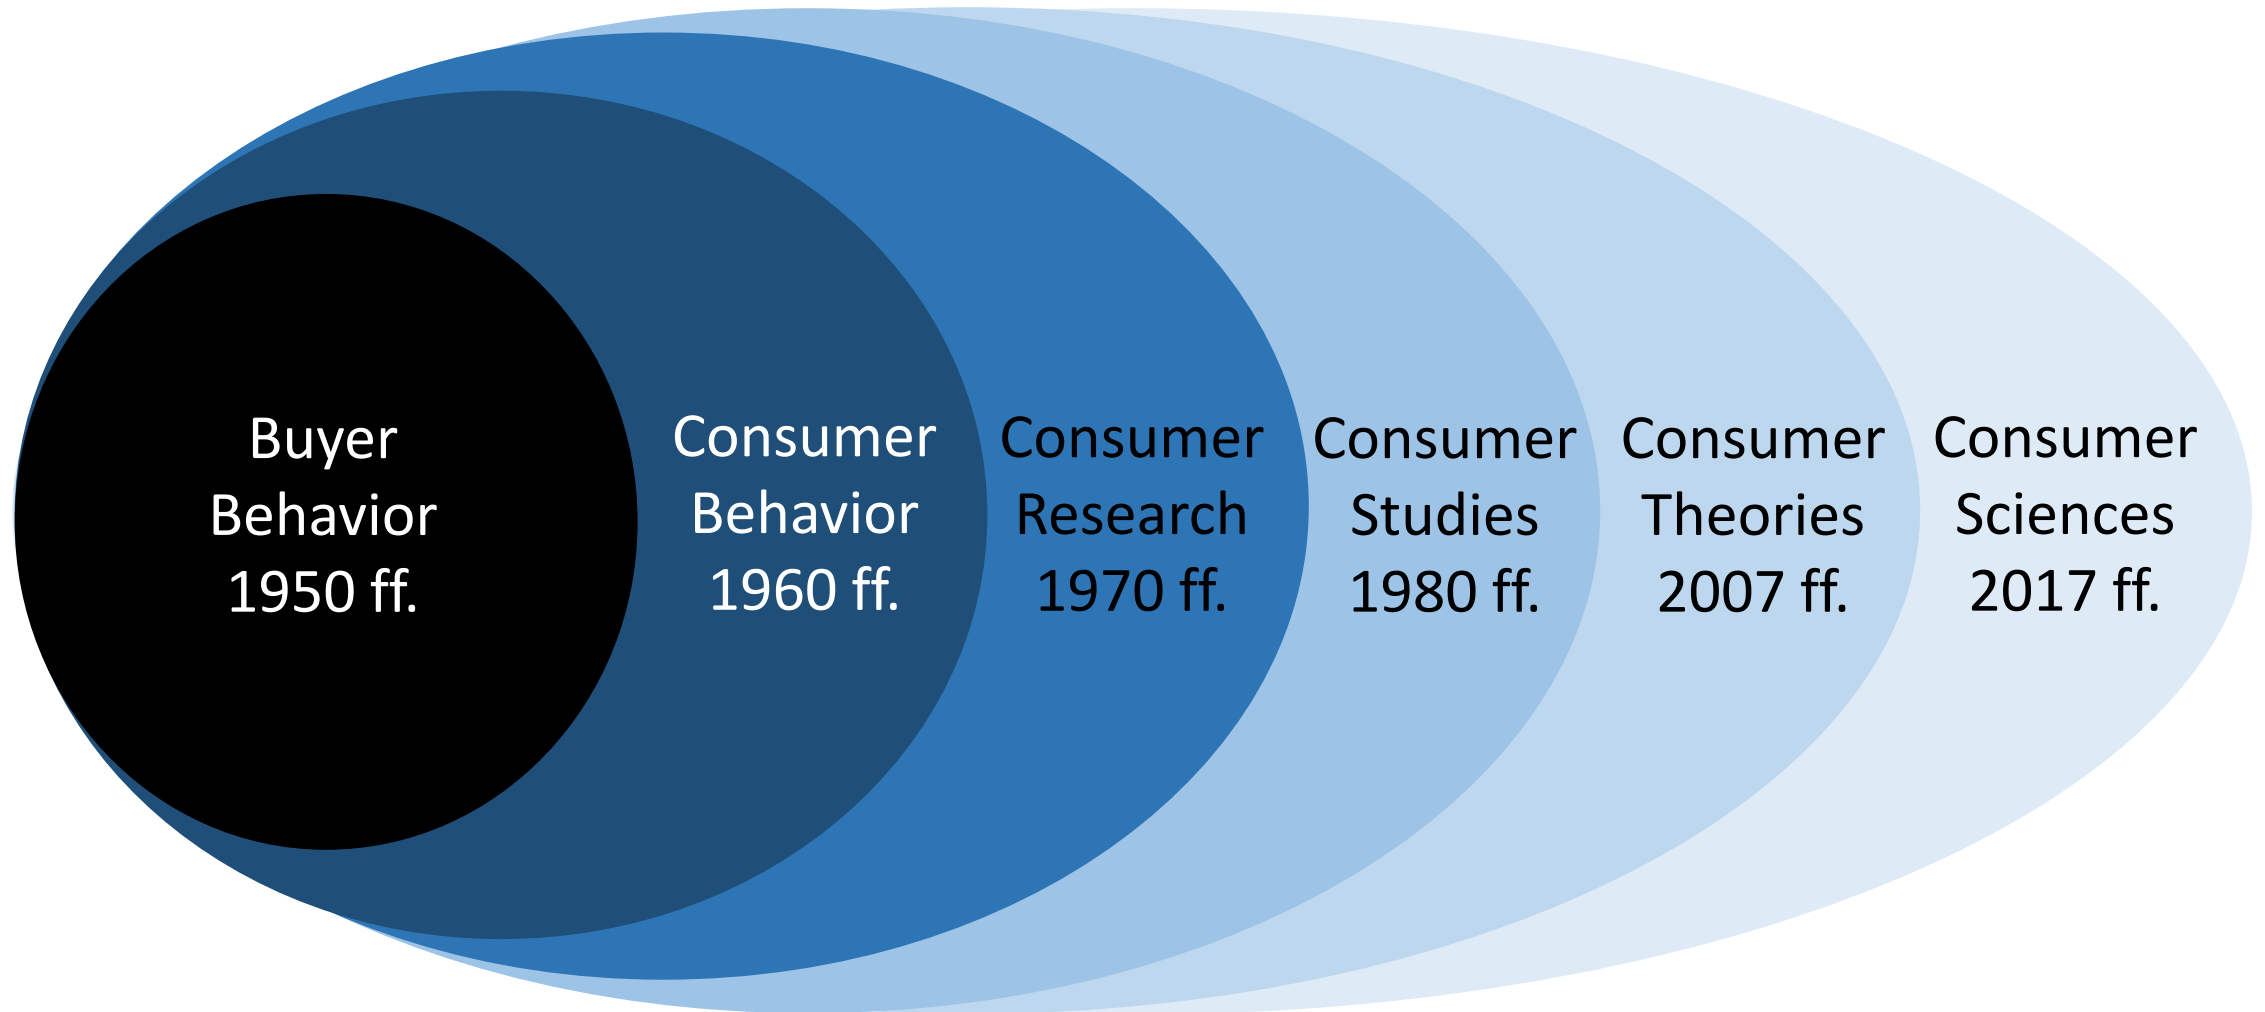 Buyer
Behavior
1950 ff.
Consumer
Behavior
1960 ff.
Consumer
Research
1970 ff.
Consumer
Studies
1980 ff.
Consumer
Theories
2007 ff.
Consumer
Sciences
2017 ff.